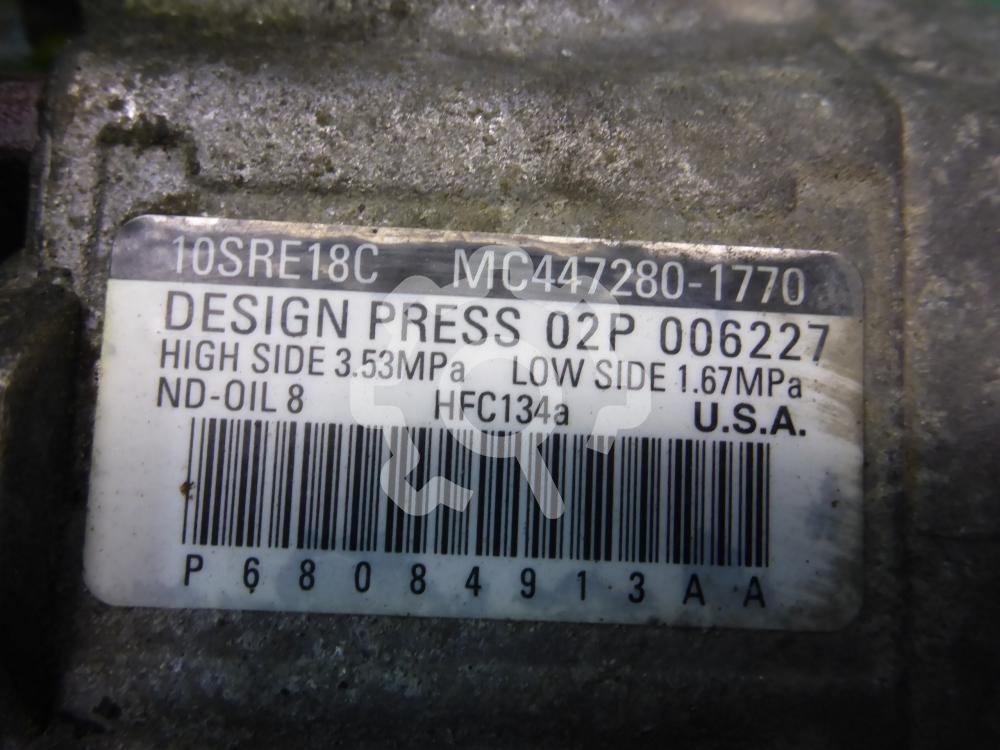 10SRE18C MC447280-1770
DESIGN PRESS 02P 006227
HIGH SIDE 3.53MPa LOW SIDE 1.67MPa
ND-OIL 8 HFC134a U.S.A.
P68084913AA